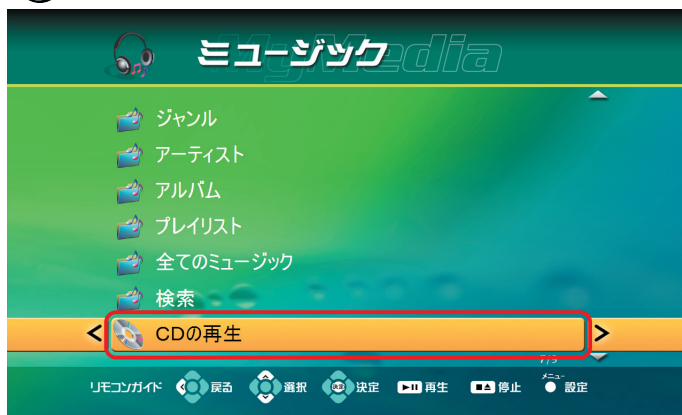 ミュージック
MyMedia
ジャンル
アーティスト
アルバム
プレイリスト
全てのミュージック
検索
CDの再生
リモコンガイド 戻る 選択 決定 決定 再生 停止 メニュー 設定